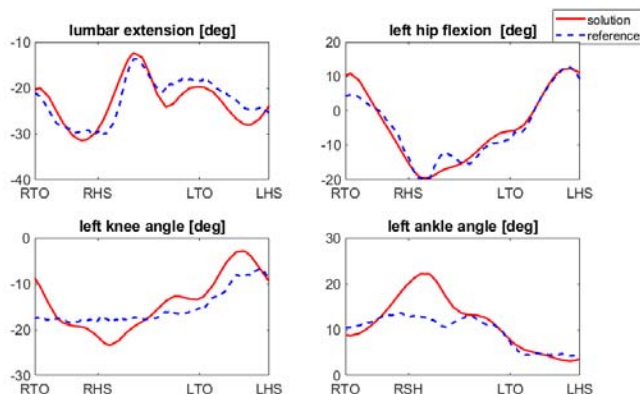 lumbar extension [deg]
left hip flexion [deg]
solution
reference
-10
-20
-30
-40
RTO RHS LTO LHS
20
10
0
-10
-20
RTO RHS LTO LHS
left knee angle [deg]
left ankle angle [deg]
0
-10
-20
-30
RTO RHS LTO LHS
30
20
10
0
RTO RSH LTO LHS